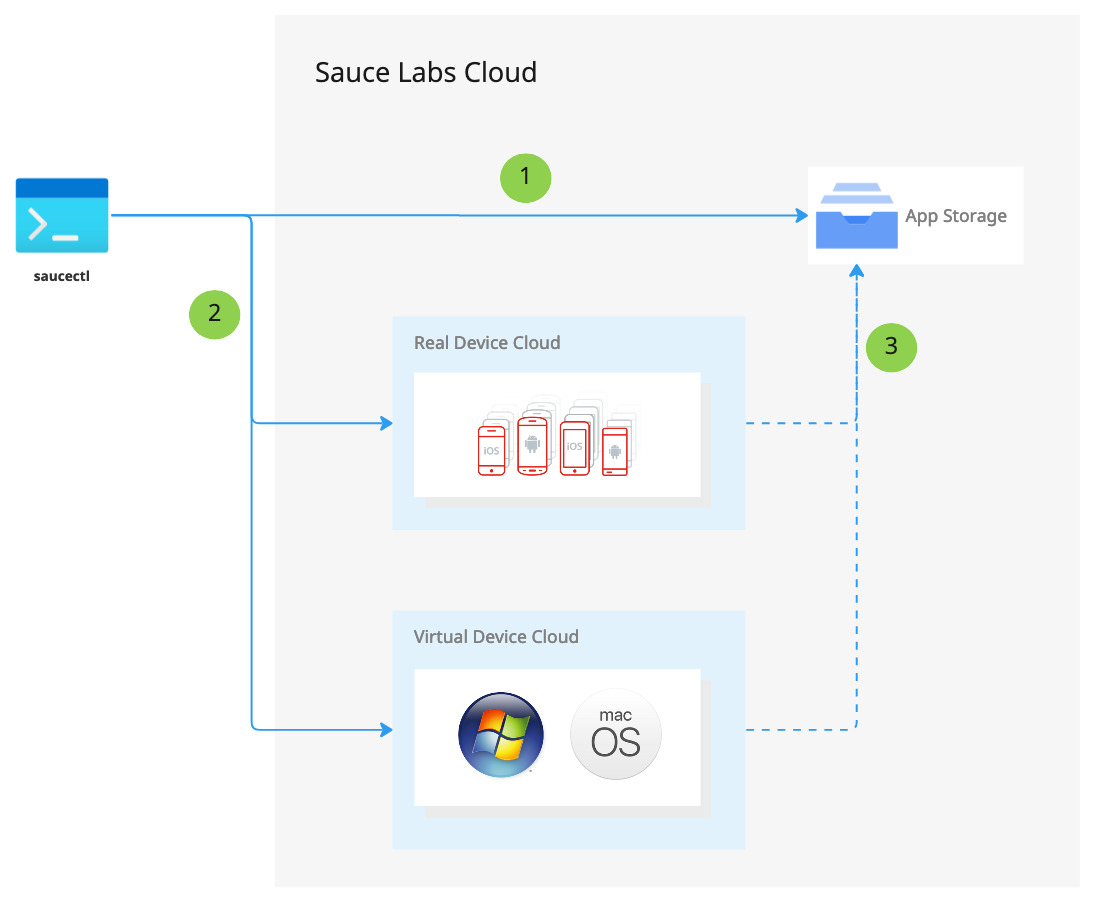 Sauce Labs Cloud
1
App Storage
saucectl
2
Real Device Cloud
3
iOS
iOS
Virtual Device Cloud
mac
OS